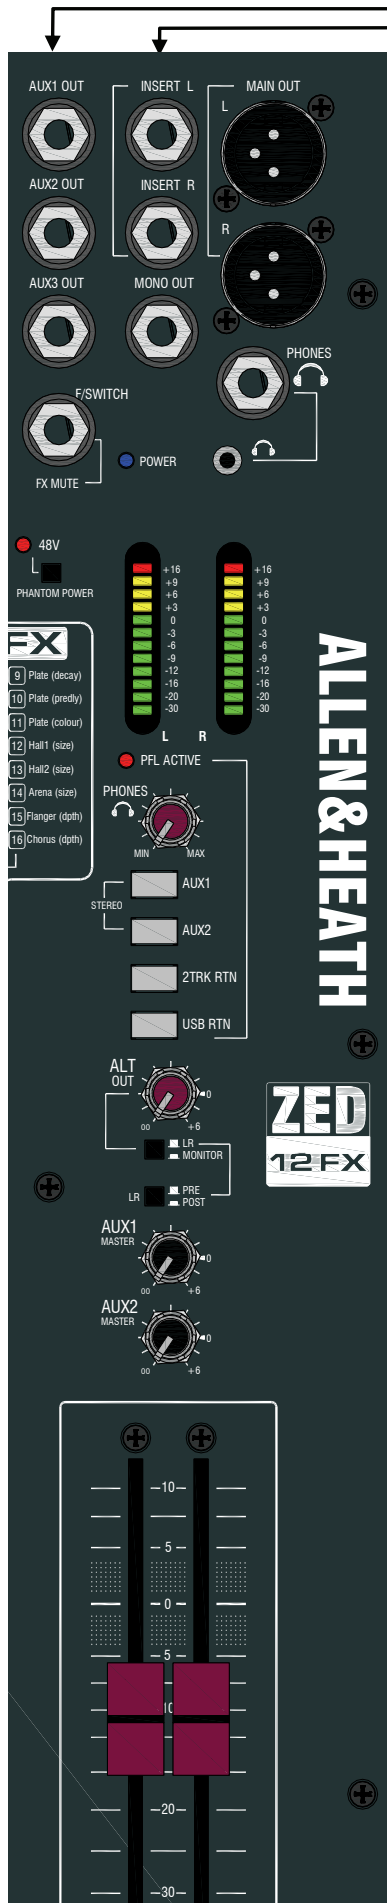 AUX1 OUT
INSERT L
MAIN OUT
L
AUX2 OUT
INSERT R
R
AUX3 OUT
MONO OUT
PHONES
F/SWITCH
FX MUTE
POWER
48V
PHANTOM POWER
FX
9 Plate (decay)
10 Plate (predly)
11 Plate (colour)
12 Hall1 (size)
13 Hall2 (size)
14 Arena (size)
15 Flanger (dpth)
16 Chorus (dpth)
+16 +16
+9 +9
+6 +6
+3 +3
0 0
-3 -3
-6 -6
-9 -9
-12 -12
-16 -16
-20 -20
-30 -30
L R
PFL ACTIVE
PHONES
MIN MAX
AUX1
STEREO
AUX2
2TRK RTN
USB RTN
ALLEN&HEATH
ALT
OUT
0
oo +6
LR
MONITOR
LR
PRE
POST
ZED
12 FX
AUX1
MASTER
0
oo +6
AUX2
MASTER
0
oo +6
10
5
0
5
10
20
30